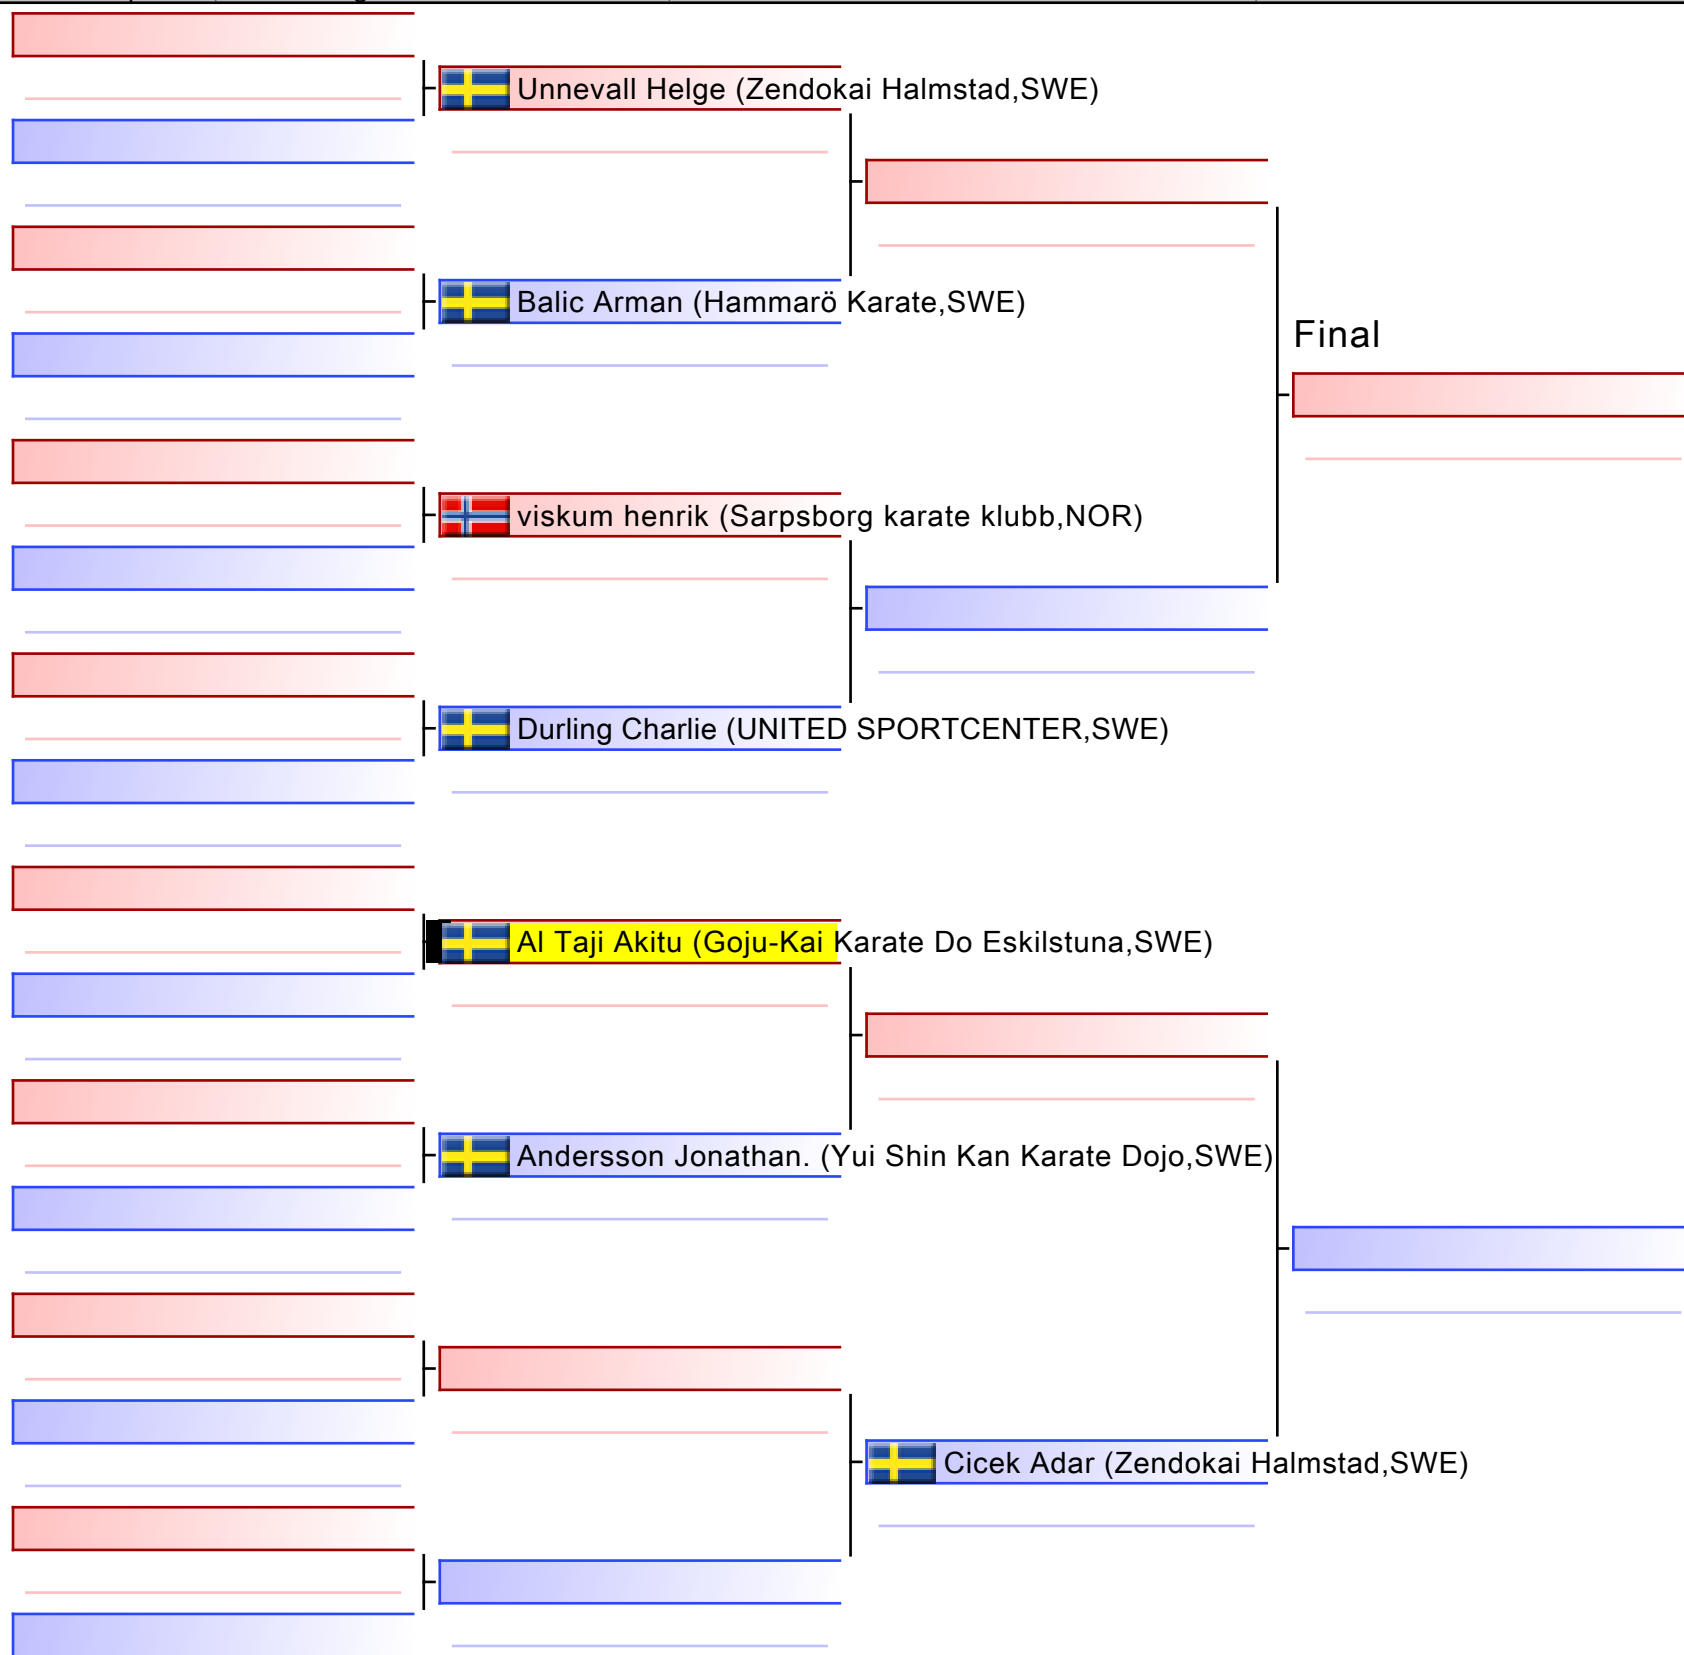 Unnevall Helge (Zendokai Halmstad,SWE)
Balic Arman (Hammarö Karate,SWE)
Final
viskum henrik (Sarpsborg karate klubb,NOR)
Durling Charlie (UNITED SPORTCENTER,SWE)
Al Taji Akitu (Goju-Kai Karate Do Eskilstuna,SWE)
Andersson Jonathan. (Yui Shin Kan Karate Dojo,SWE)
Cicek Adar (Zendokai Halmstad,SWE)